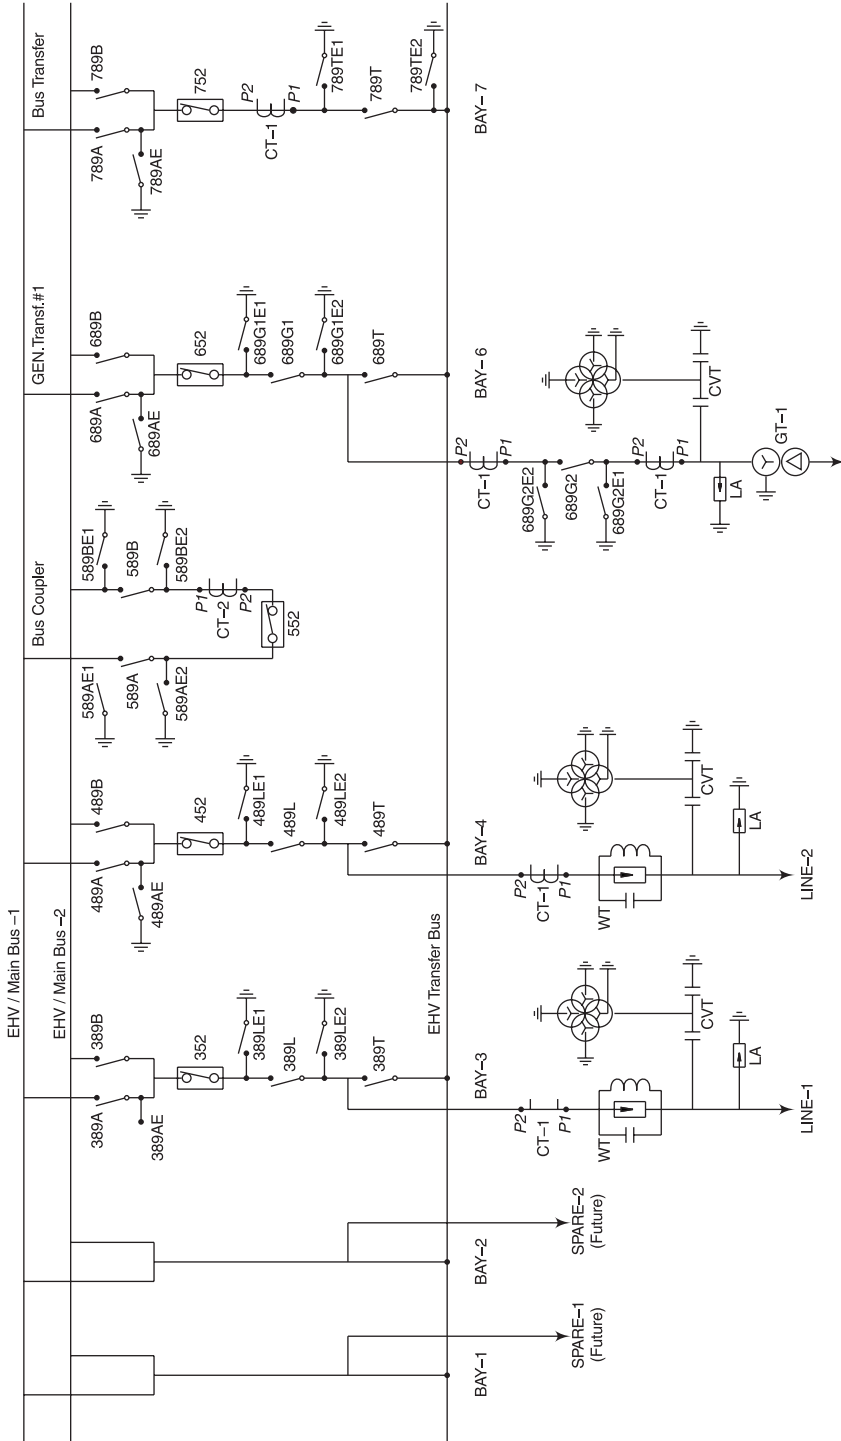 EHV / Main Bus –1
EHV / Main Bus –2
EHV Transfer Bus
BAY–1
SPARE–1
(Future)
BAY–2
SPARE–2
(Future)
389A
389B
389AE
352
389LE1
389L
389LE2
389T
BAY–3
P2
CT–1
P1
WT
CVT
LA
LINE–1
489A
489B
489AE
452
489LE1
489L
489LE2
489T
BAY–4
P2
CT–1
P1
WT
CVT
LA
LINE–2
Bus Coupler
589AE1
589A
589AE2
589BE1
589B
589BE2
P1
CT–2
P2
552
GEN.Transf.#1
689A
689B
689AE
652
689G1E1
689G1
689G1E2
689T
BAY–6
P2
CT–1
P1
689G2E2
689G2
689G2E1
P2
CT–1
P1
CVT
LA
GT–1
Bus Transfer
789A
789B
789AE
752
P2
CT–1
P1
789TE1
789T
789TE2
BAY–7